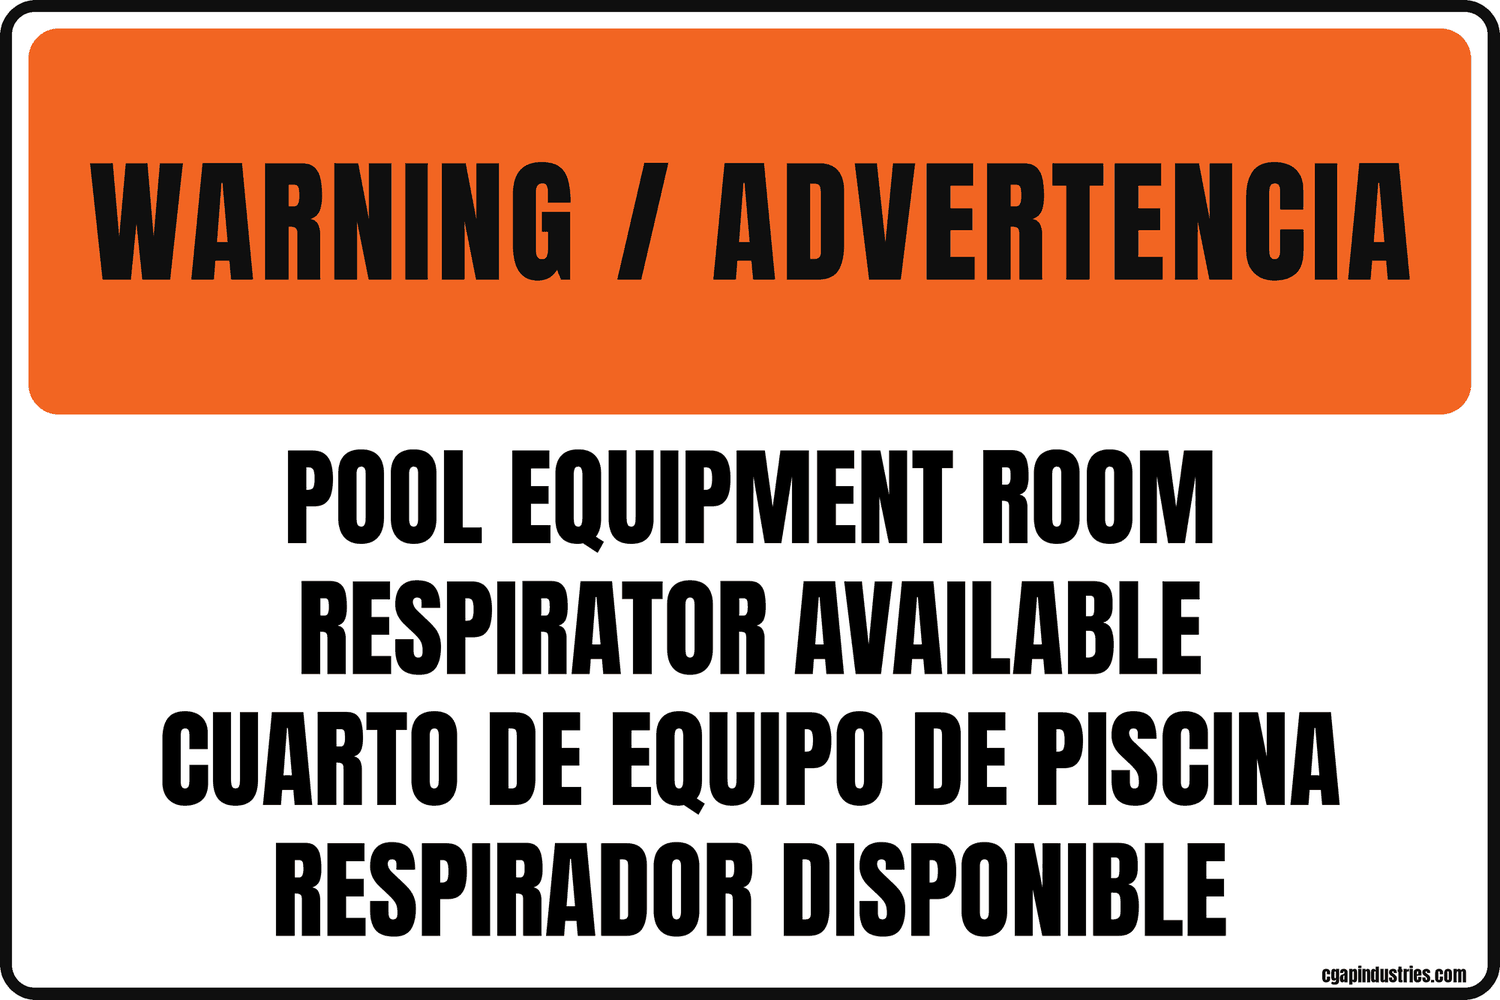 WARNING / ADVERTENCIA
POOL EQUIPMENT ROOM
RESPIRATOR AVAILABLE
CUARTO DE EQUIPO DE PISCINA
RESPIRADOR DISPONIBLE
cgapindustries.com